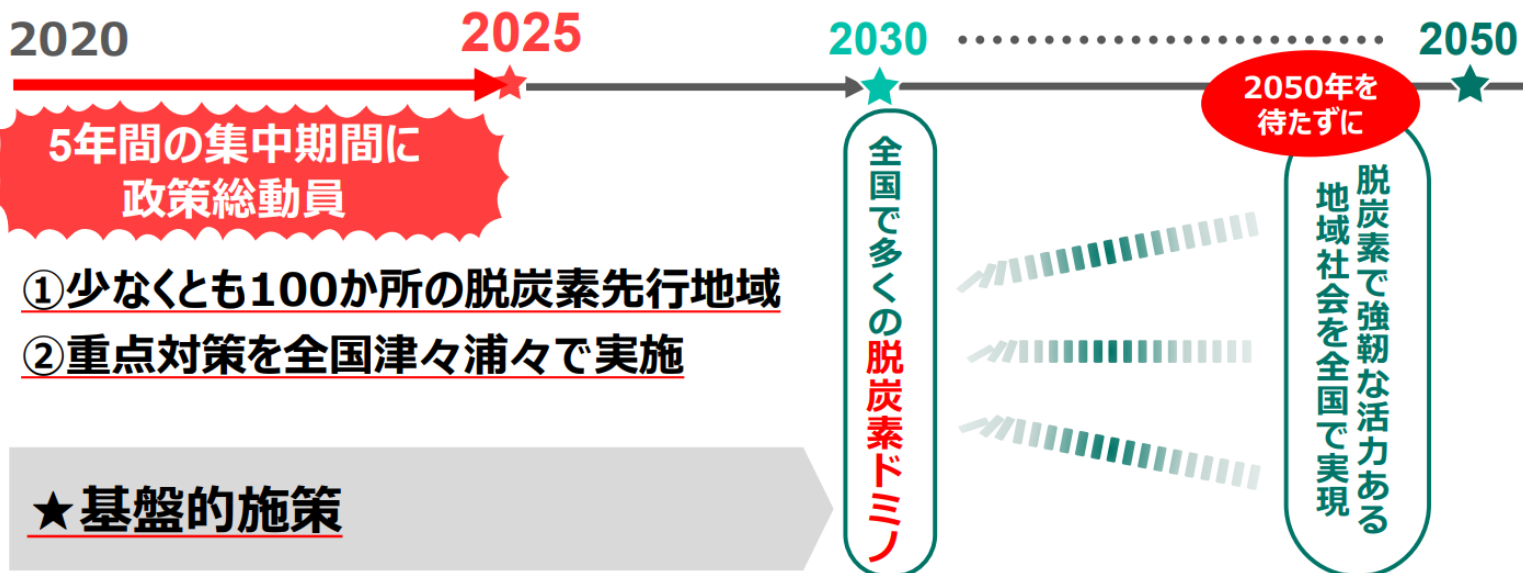 2020
2025
2030
2050
5年間の集中期間に
政策総動員
①少なくとも100か所の脱炭素先行地域
②重点対策を全国津々浦々で実施
★基盤的施策
全国で多くの脱炭素ドミノ
2050年を
待たずに
脱炭素で強靭な活力ある
地域社会を全国で実現